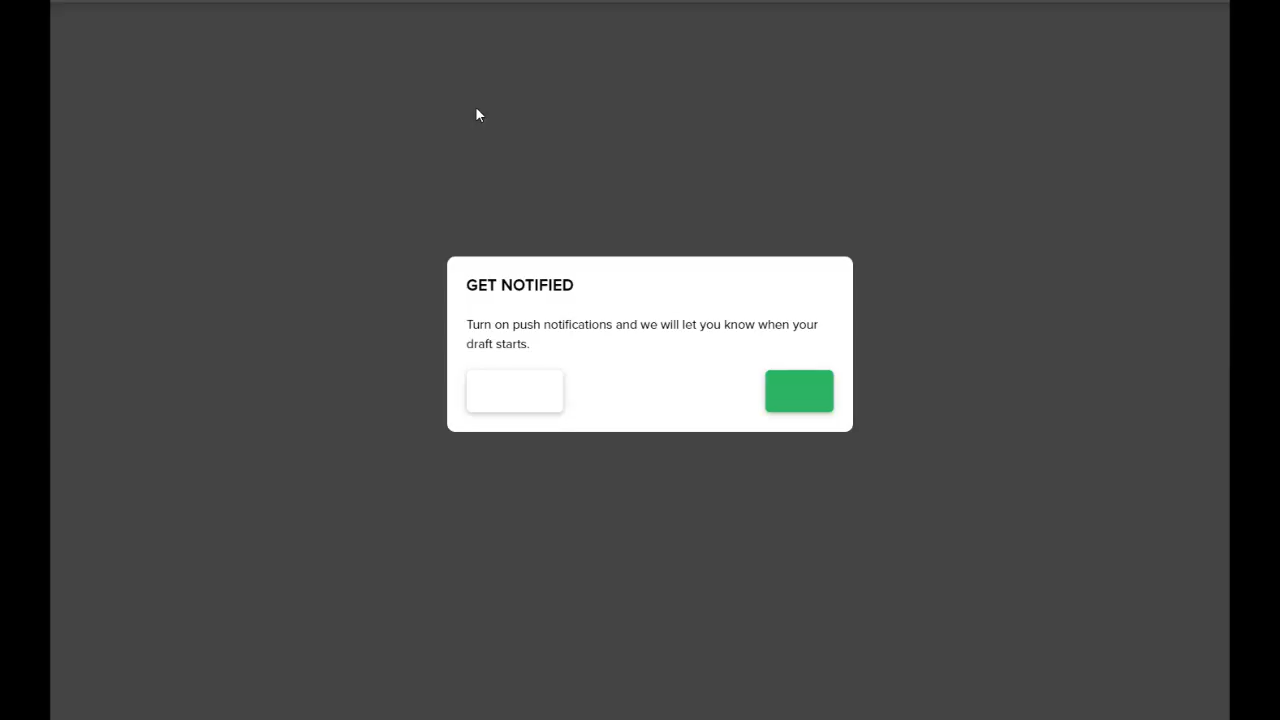 GET NOTIFIED
Turn on push notifications and we will let you know when your
draft starts.